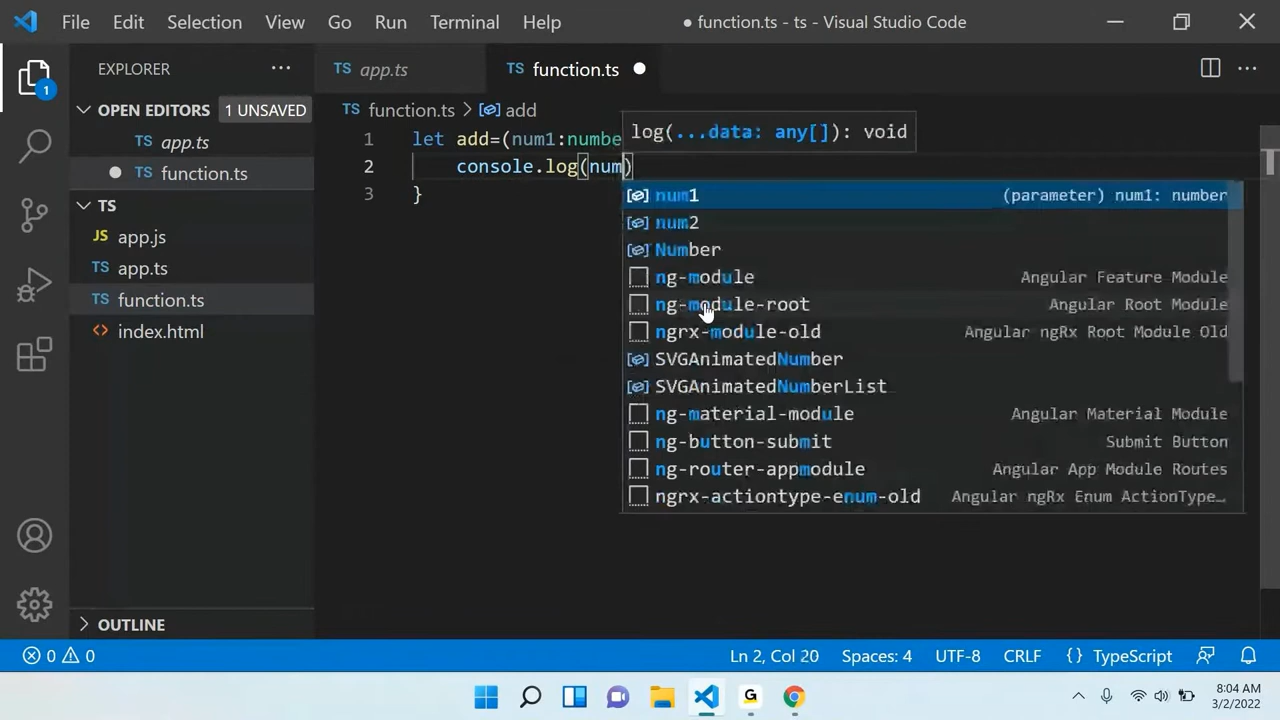 File Edit Selection View Go Run Terminal Help
● function.ts - ts - Visual Studio Code
EXPLORER ···
TS app.ts
TS function.ts ●
1
OPEN EDITORS 1 UNSAVED
TS app.ts
● TS function.ts
TS
JS app.js
TS app.ts
TS function.ts
<> index.html
OUTLINE
TS function.ts > add
1 let add=(num1:numbe
2 console.log(num)
3 }
log(...data: any[]): void
num1 (parameter) num1: number
num2
Number
ng-module Angular Feature Module
ng-module-root Angular Root Module
ngrx-module-old Angular ngRx Root Module Old
SVGAnimatedNumber
SVGAnimatedNumberList
ng-material-module Angular Material Module
ng-button-submit Submit Button
ng-router-appmodule Angular App Module Routes
ngrx-actiontype-enum-old Angular ngRx Enum ActionType…
0 0 Ln 2, Col 20 Spaces: 4 UTF-8 CRLF {} TypeScript
G
8:04 AM
3/2/2022